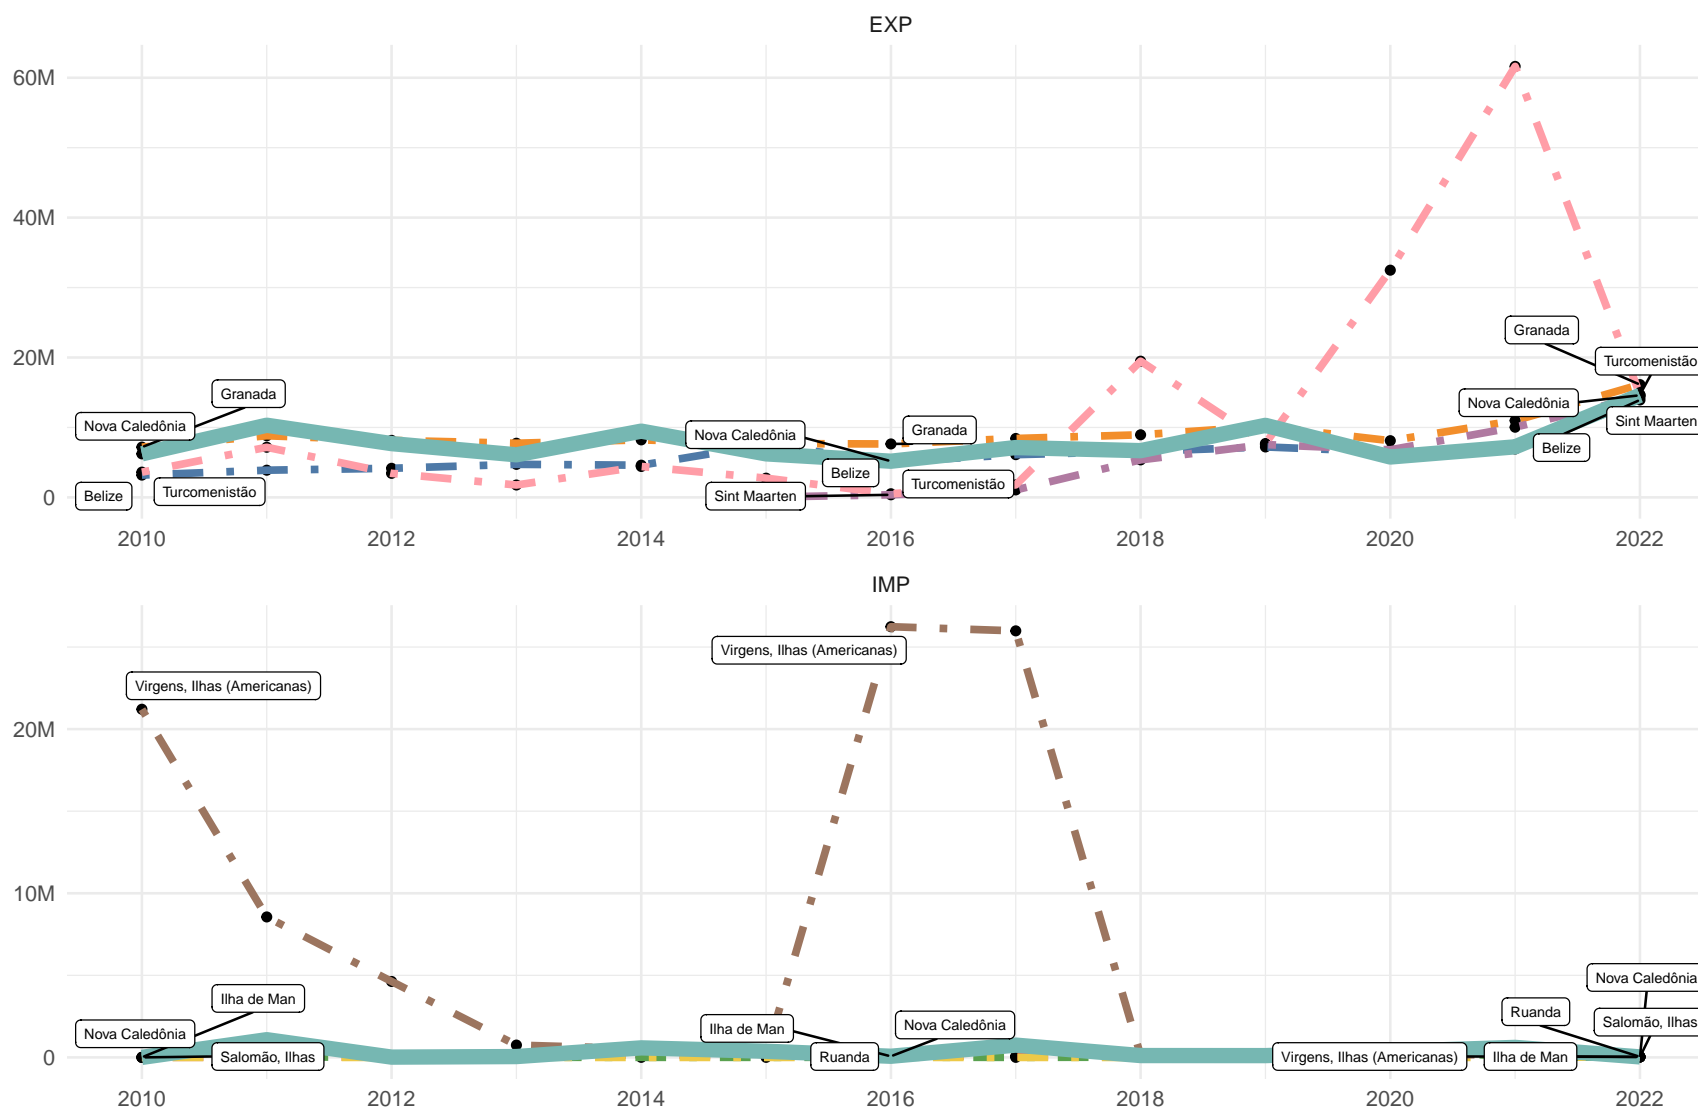 EXP
60M
40M
20M
0
Granada
Nova Caledônia
Belize
Turcomenistão
Nova Caledônia
Granada
Belize
Sint Maarten
Turcomenistão
Granada
Turcomenistão
Nova Caledônia
Sint Maarten
Belize
2010 2012 2014 2016 2018 2020 2022
IMP
20M
10M
0
Virgens, Ilhas (Americanas)
Ilha de Man
Nova Caledônia
Salomão, Ilhas
Virgens, Ilhas (Americanas)
Ilha de Man
Nova Caledônia
Ruanda
Nova Caledônia
Ruanda
Salomão, Ilhas
Virgens, Ilhas (Americanas)
Ilha de Man
2010 2012 2014 2016 2018 2020 2022